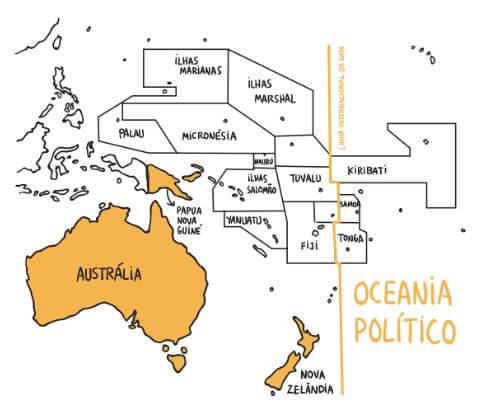 ILHAS
MARIANAS
ILHAS
MARSHAL
LINHA INTERNACIONAL DA DATA
PALAU
MICRONÉSIA
NAURÚ
KIRIBATI
ILHAS
SALOMÃO
TUVALU
SAMOA
PAPUA
NOVA
GUINÉ
VANUATU
FIJI
TONGA
AUSTRÁLIA
OCEANIA
POLÍTICO
NOVA
ZELÂNDIA